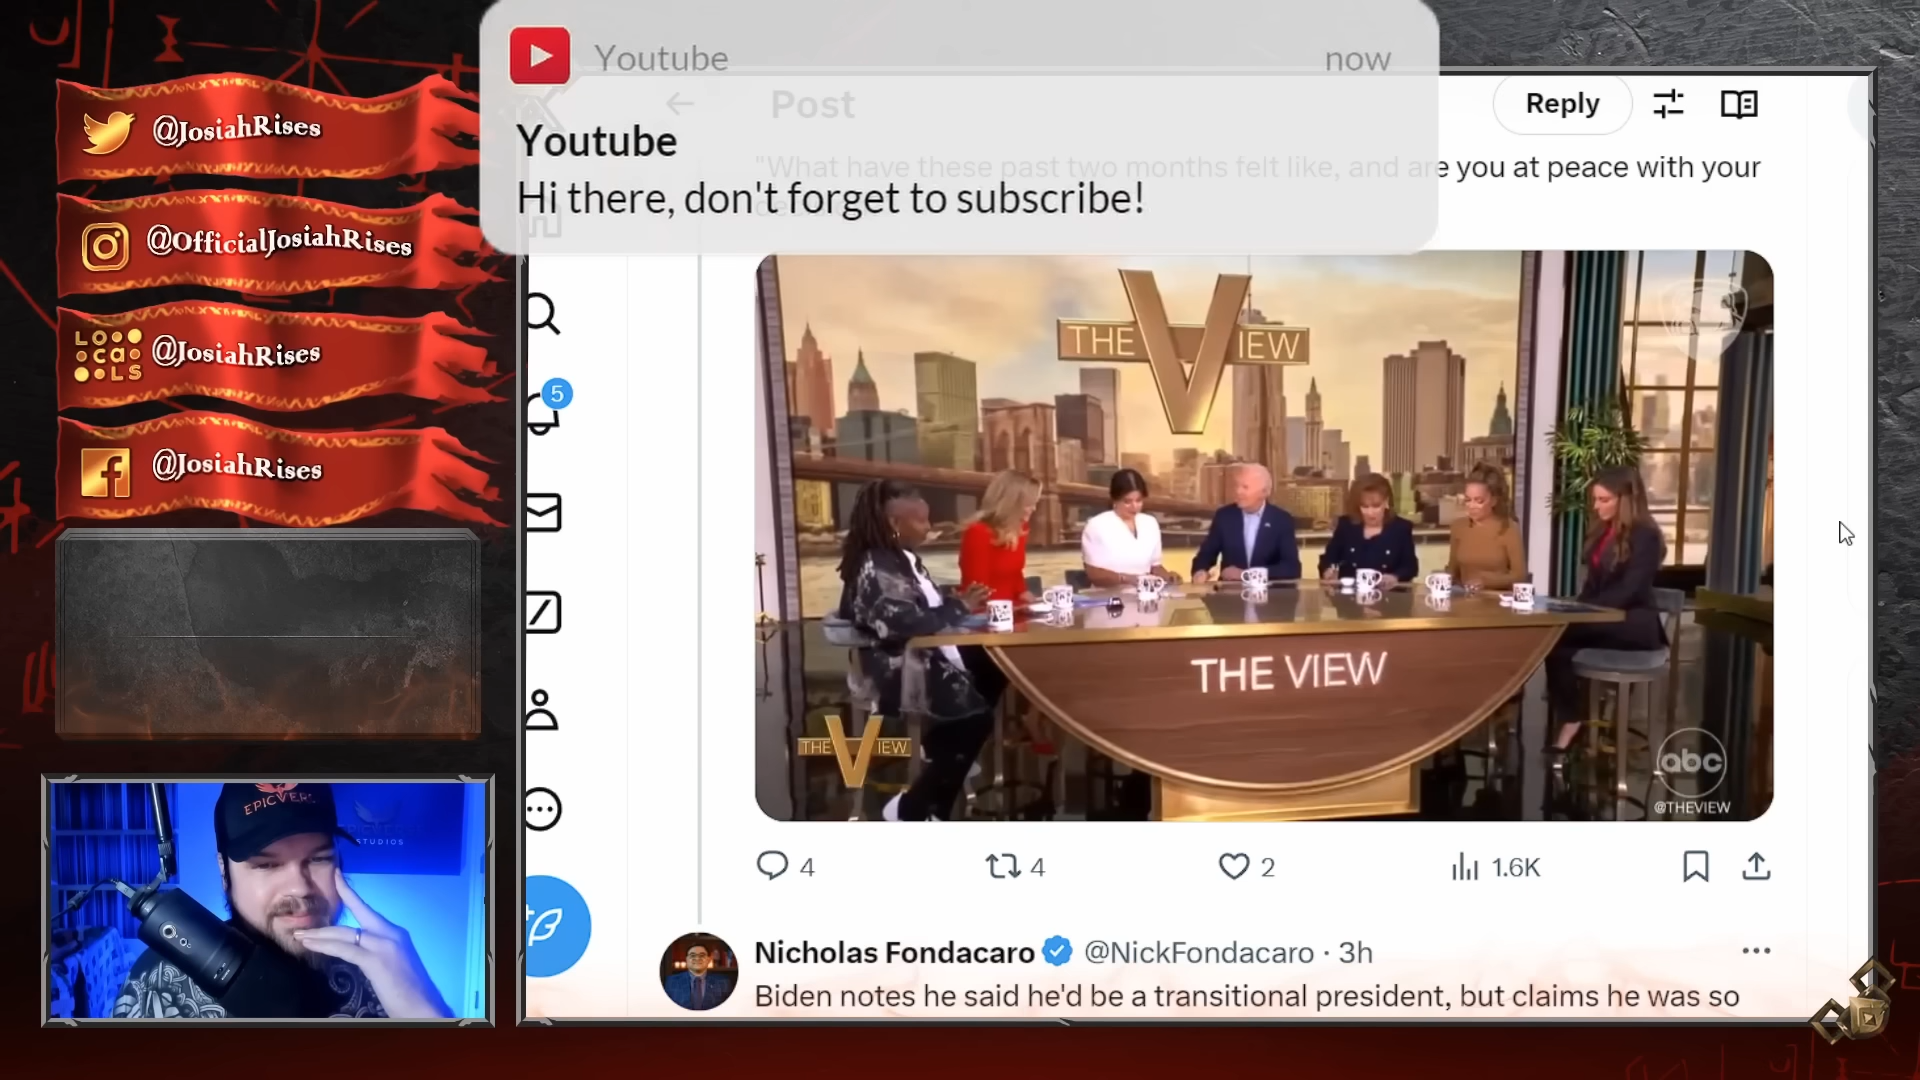 Youtube
now
Post
Reply
Youtube
"What have these past two months felt like, and are you at peace with your
Hi there, don't forget to subscribe!
@JosiahRises
@OfficialJosiahRises
LOCALS
@JosiahRises
@JosiahRises
5
THE VIEW
THE VIEW
THE VIEW
abc
@THEVIEW
EPICVER
STUDIOS
4
4
2
1.6K
Nicholas Fondacaro @NickFondacaro · 3h
Biden notes he said he'd be a transitional president, but claims he was so